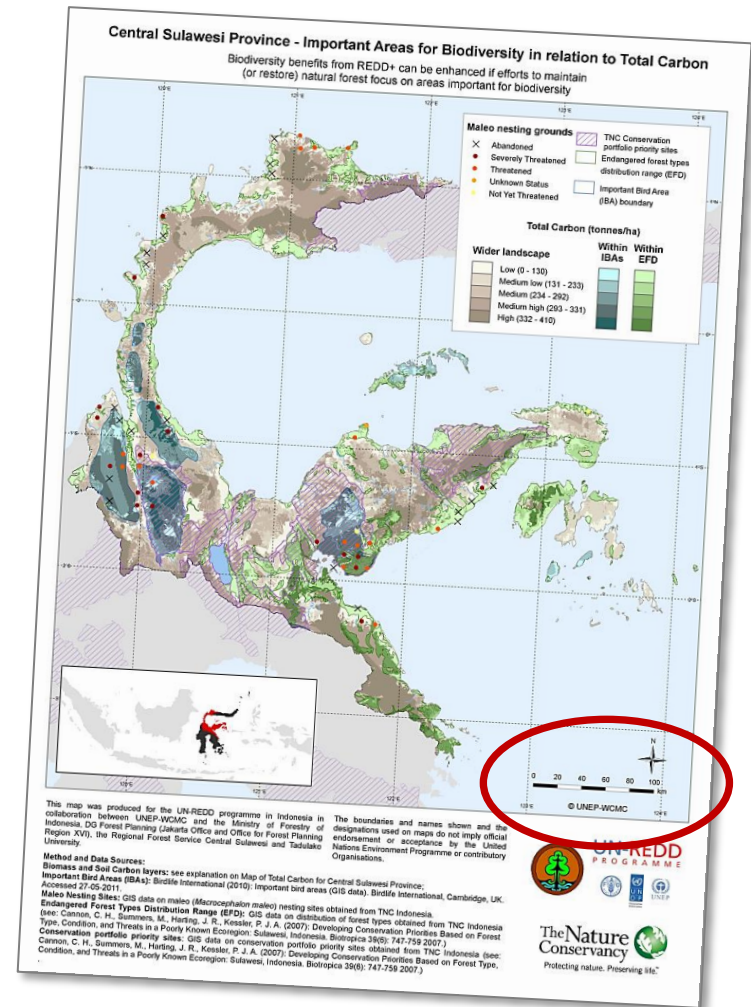 Central Sulawesi Province - Important Areas for Biodiversity in relation to Total Carbon
Biodiversity benefits from REDD+ can be enhanced if efforts to maintain
(or restore) natural forest focus on areas important for biodiversity
120°E
121°E
122°E
123°E
124°E
Maleo nesting grounds
Abandoned
Severely Threatened
Threatened
Unknown Status
Not Yet Threatened
TNC Conservation
portfolio priority sites
Endangered forest types
distribution range (EFD)
Important Bird Area
(IBA) boundary
Total Carbon (tonnes/ha)
Wider landscape
Within
IBAs
Within
EFD
Low (0 - 130)
Medium low (131 - 233)
Medium (234 - 292)
Medium high (293 - 331)
High (332 - 410)
N
0 20 40 60 80 100
km
© UNEP-WCMC
120°E
121°E
122°E
123°E
124°E
This map was produced for the UN-REDD programme in Indonesia in
collaboration between UNEP-WCMC and the Ministry of Forestry of
Indonesia, DG Forest Planning (Jakarta Office and Office for Forest Planning
Region XVI), the Regional Forest Service Central Sulawesi and Tadulako
University.
The boundaries and names shown and the
designations used on maps do not imply official
endorsement or acceptance by the United
Nations Environment Programme or contributory
Organisations.
Method and Data Sources:
Biomass and Soil Carbon layers: see explanation on Map of Total Carbon for Central Sulawesi Province;
Important Bird Areas (IBAs): Birdlife International (2010): Important bird areas (GIS data). Birdlife International, Cambridge, UK.
Accessed 27-05-2011.
Maleo Nesting Sites: GIS data on maleo (Macrocephalon maleo) nesting sites obtained from TNC Indonesia.
Endangered Forest Types Distribution Range (EFD): GIS data on distribution of forest types obtained from TNC Indonesia
(see: Cannon, C. H., Summers, M., Harting, J. R., Kessler, P. J. A. (2007): Developing Conservation Priorities Based on Forest
Type, Condition, and Threats in a Poorly Known Ecoregion: Sulawesi, Indonesia. Biotropica 39(6): 747-759 2007.)
Conservation portfolio priority sites: GIS data on conservation portfolio priority sites obtained from TNC Indonesia (see:
Cannon, C. H., Summers, M., Harting, J. R., Kessler, P. J. A. (2007): Developing Conservation Priorities Based on Forest Type,
Condition, and Threats in a Poorly Known Ecoregion: Sulawesi, Indonesia. Biotropica 39(6): 747-759 2007.)
UN-REDD
PROGRAMME
UNEP
The Nature
Conservancy
Protecting nature. Preserving life.™